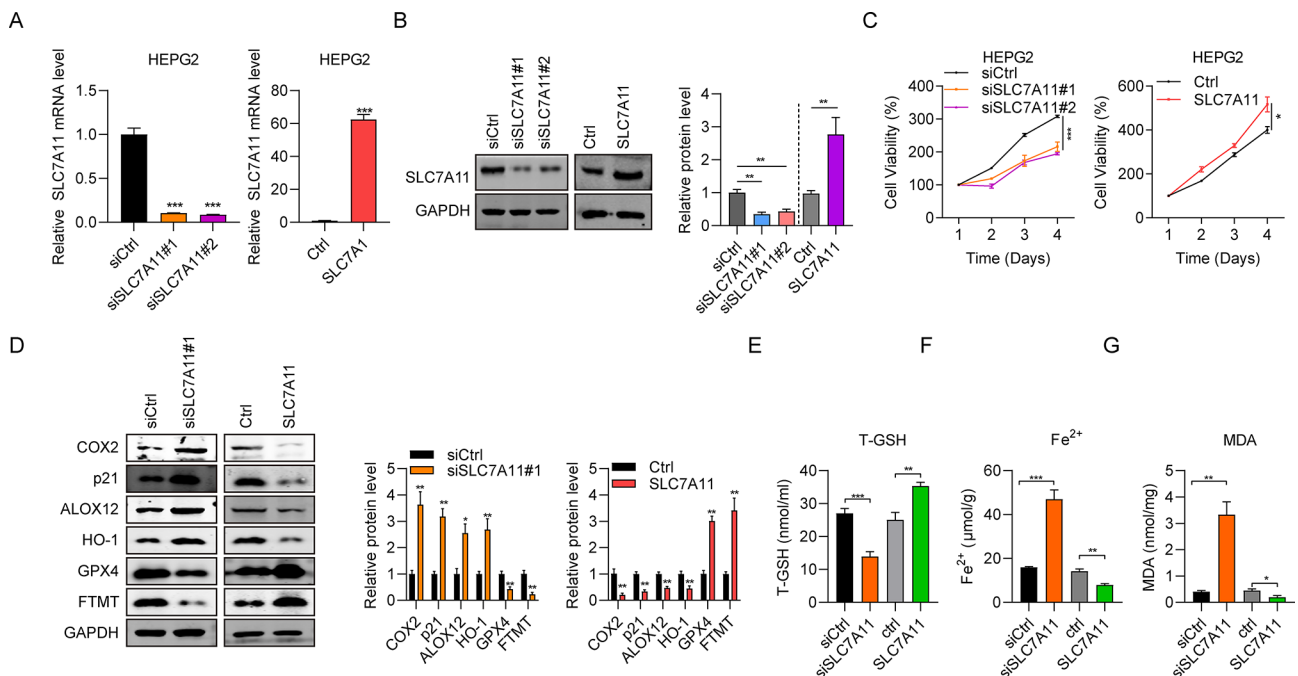 A
HEPG2
Relative SLC7A11 mRNA level
1.5
1.0
0.5
0.0
***
***
siCtrl
siSLC7A11#1
siSLC7A11#2
HEPG2
Relative SLC7A11 mRNA level
80
60
40
20
0
***
Ctrl
SLC7A1
B
siCtrl
siSLC7A11#1
siSLC7A11#2
Ctrl
SLC7A11
SLC7A11
GAPDH
Relative protein level
4
3
2
1
0
**
**
**
siCtrl
siSLC7A11#1
siSLC7A11#2
Ctrl
SLC7A11
C
HEPG2
siCtrl
siSLC7A11#1
siSLC7A11#2
Cell Viability (%)
400
300
200
100
0
***
1 2 3 4
Time (Days)
HEPG2
Ctrl
SLC7A11
Cell Viability (%)
600
400
200
0
*
1 2 3 4
Time (Days)
D
siCtrl
siSLC7A11#1
Ctrl
SLC7A11
COX2
p21
ALOX12
HO-1
GPX4
FTMT
GAPDH
siCtrl
siSLC7A11#1
Relative protein level
5
4
3
2
1
0
**
**
*
**
**
**
COX2
p21
ALOX12
HO-1
GPX4
FTMT
Ctrl
SLC7A11
Relative protein level
5
4
3
2
1
0
**
**
**
**
**
**
COX2
p21
ALOX12
HO-1
GPX4
FTMT
E
T-GSH
T-GSH (nmol/ml)
40
30
20
10
0
***
**
siCtrl
siSLC7A11
ctrl
SLC7A11
F
Fe2+
Fe2+ (μmol/g)
60
40
20
0
***
**
siCtrl
siSLC7A11
ctrl
SLC7A11
G
MDA
MDA (nmol/mg)
5
4
3
2
1
0
**
*
siCtrl
siSLC7A11
ctrl
SLC7A11